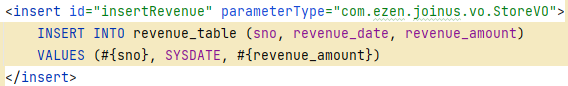 <insert id="insertRevenue" parameterType="com.ezen.joinus.vo.StoreVO">
    INSERT INTO revenue_table (sno, revenue_date, revenue_amount)
    VALUES (#{sno}, SYSDATE, #{revenue_amount})
</insert>